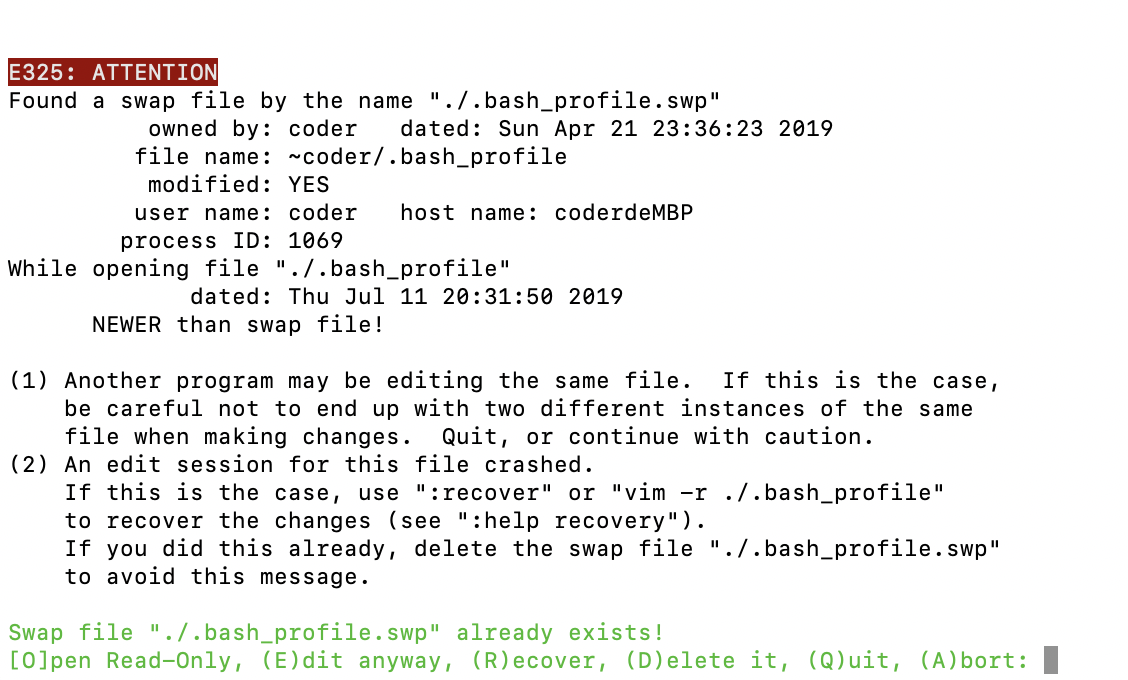 E325: ATTENTION
Found a swap file by the name "./.bash_profile.swp"
          owned by: coder   dated: Sun Apr 21 23:36:23 2019
         file name: ~coder/.bash_profile
          modified: YES
         user name: coder   host name: coderdeMBP
        process ID: 1069
While opening file "./.bash_profile"
             dated: Thu Jul 11 20:31:50 2019
      NEWER than swap file!

(1) Another program may be editing the same file.  If this is the case,
    be careful not to end up with two different instances of the same
    file when making changes.  Quit, or continue with caution.
(2) An edit session for this file crashed.
    If this is the case, use ":recover" or "vim -r ./.bash_profile"
    to recover the changes (see ":help recovery").
    If you did this already, delete the swap file "./.bash_profile.swp"
    to avoid this message.

Swap file "./.bash_profile.swp" already exists!
[O]pen Read-Only, (E)dit anyway, (R)ecover, (D)elete it, (Q)uit, (A)bort: